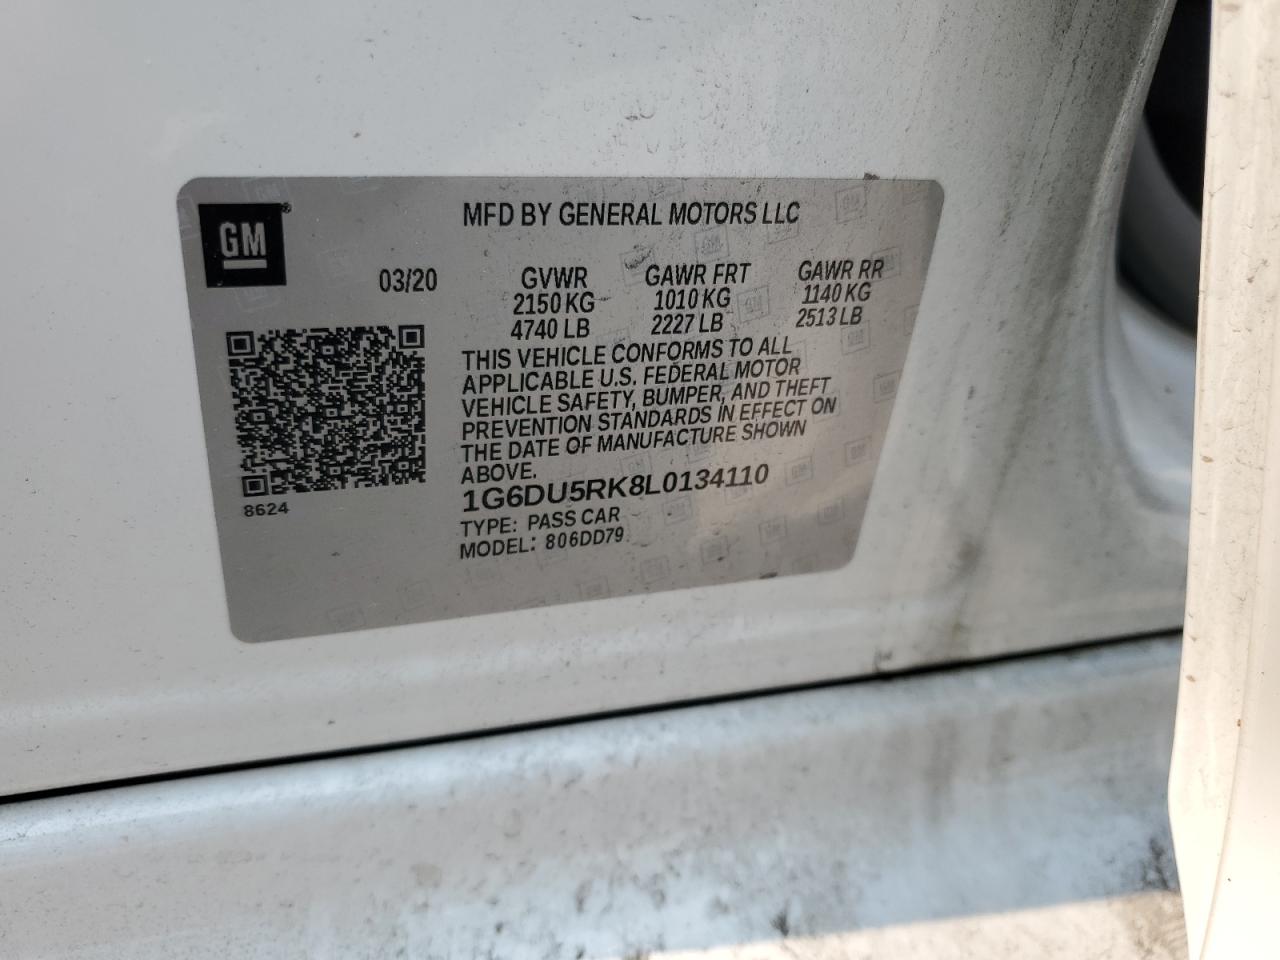 GM
MFD BY GENERAL MOTORS LLC
03/20
GVWR GAWR FRT GAWR RR
2150 KG 1010 KG 1140 KG
4740 LB 2227 LB 2513 LB
THIS VEHICLE CONFORMS TO ALL
APPLICABLE U.S. FEDERAL MOTOR
VEHICLE SAFETY, BUMPER, AND THEFT
PREVENTION STANDARDS IN EFFECT ON
THE DATE OF MANUFACTURE SHOWN
ABOVE.
1G6DU5RK8L0134110
TYPE: PASS CAR
MODEL: 806DD79
8624